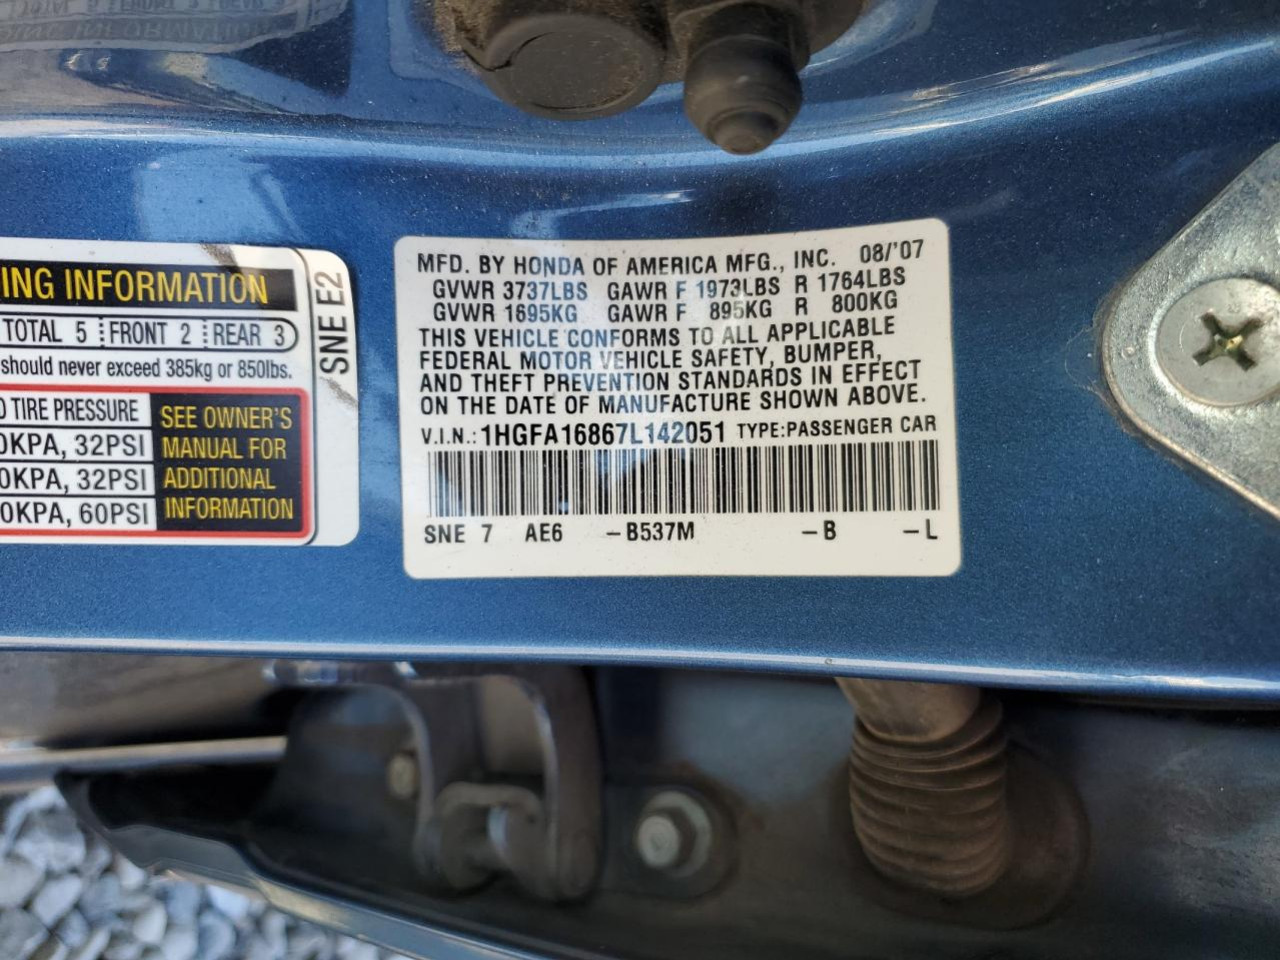 ING INFORMATION
TOTAL 5 FRONT 2 REAR 3
should never exceed 385kg or 850lbs.
TIRE PRESSURE
KPA, 32PSI
KPA, 32PSI
KPA, 60PSI
SEE OWNER'S
MANUAL FOR
ADDITIONAL
INFORMATION
SNE E2
MFD. BY HONDA OF AMERICA MFG., INC. 08/'07
GVWR 3737LBS GAWR F 1973LBS R 1764LBS
GVWR 1695KG GAWR F 895KG R 800KG
THIS VEHICLE CONFORMS TO ALL APPLICABLE
FEDERAL MOTOR VEHICLE SAFETY, BUMPER,
AND THEFT PREVENTION STANDARDS IN EFFECT
ON THE DATE OF MANUFACTURE SHOWN ABOVE.
V.I.N.: 1HGFA16867L142051 TYPE:PASSENGER CAR
SNE 7 AE6 -B537M -B -L